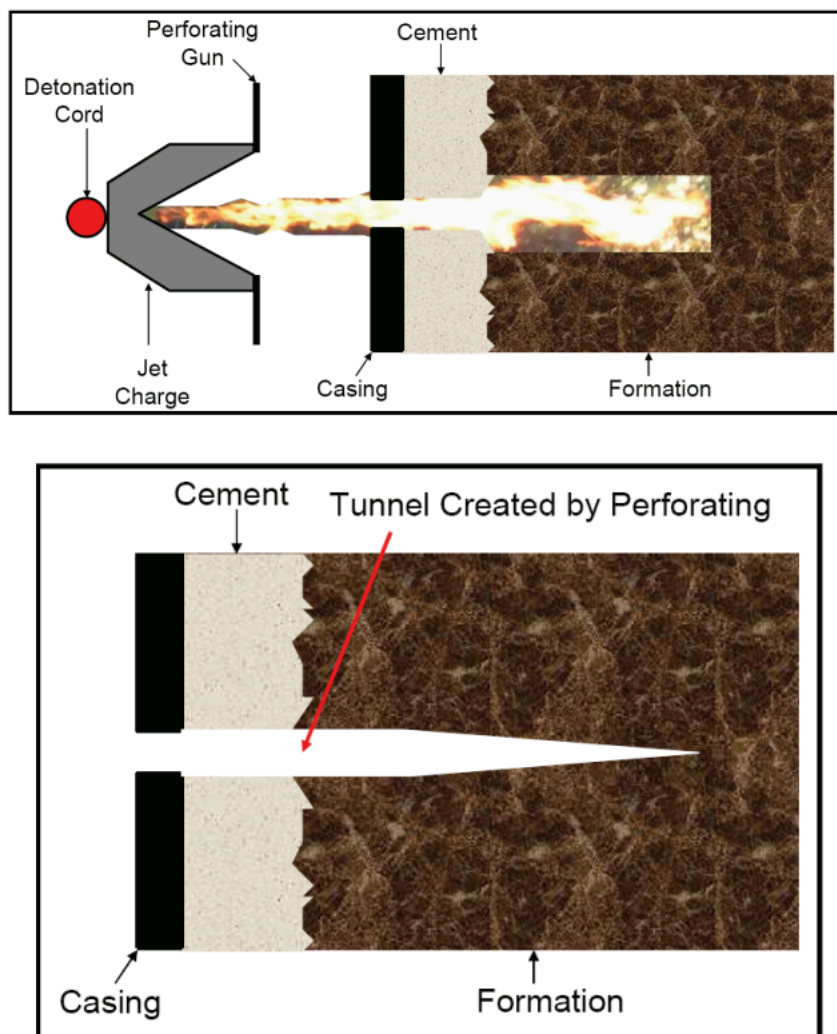 Perforating
Gun
Cement
Detonation
Cord
Jet
Charge
Casing
Formation
Cement
Tunnel Created by Perforating
Casing
Formation